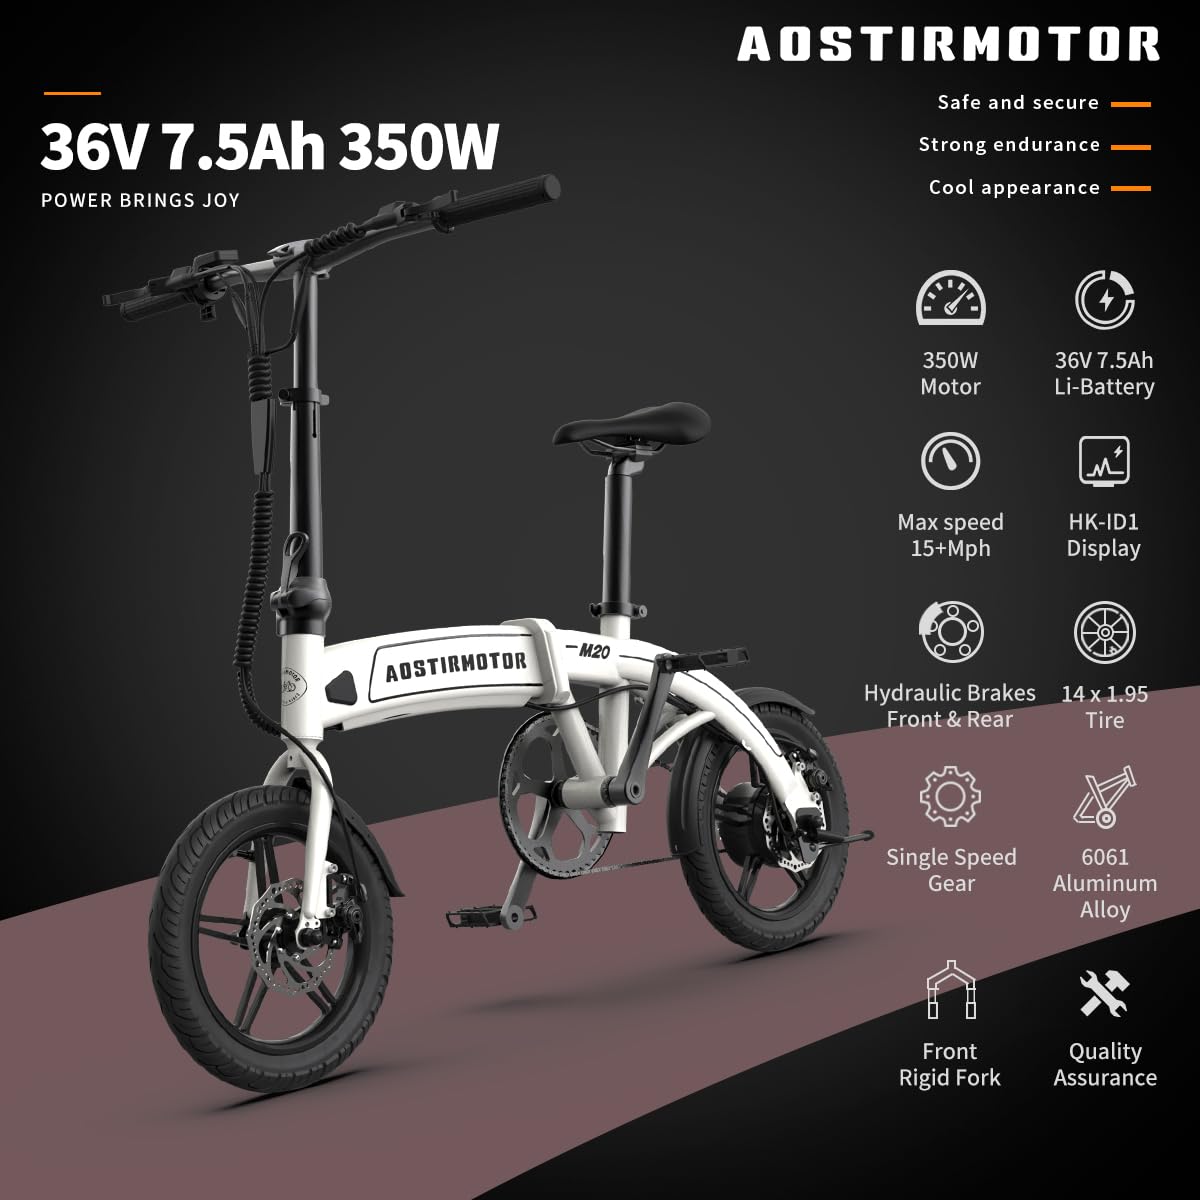 AOSTIRMOTOR
Safe and secure
Strong endurance
Cool appearance
36V 7.5Ah 350W
POWER BRINGS JOY
350W
Motor
36V 7.5Ah
Li-Battery
Max speed
15+Mph
HK-ID1
Display
Hydraulic Brakes
Front & Rear
14 x 1.95
Tire
Single Speed
Gear
6061
Aluminum
Alloy
Front
Rigid Fork
Quality
Assurance
AOSTIRMOTOR
M20